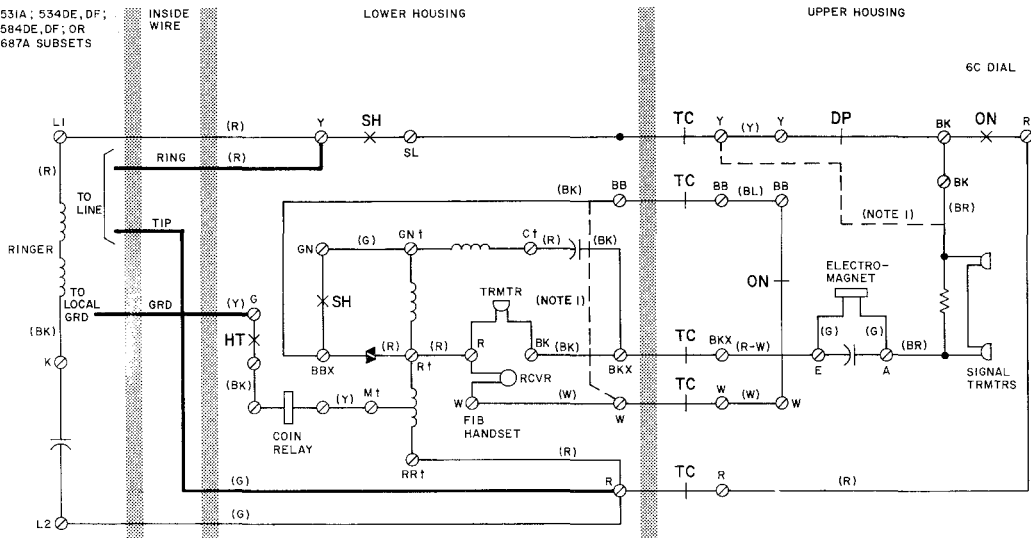 531A; 534DE, DF;
584DE, DF; OR
687A SUBSETS
INSIDE
WIRE
LOWER HOUSING
UPPER HOUSING
6C DIAL
L1
(R)
Y
SH
SL
TC
Y
(Y)
Y
DP
BK
ON
R
RING
(R)
(R)
TO
LINE
TIP
BK
(BR)
(NOTE 1)
(BK)
BB
TC
BB
(BL)
BB
RINGER
GN
(G)
GN†
C†
(R)
(BK)
TO
LOCAL
GRD
GRD
(Y)
G
SH
TRMTR
(NOTE 1)
ON
ELECTRO-
MAGNET
(G)
(G)
(BK)
HT
K
BBX
(R)
R†
(R)
R
BK
(BK)
BKX
TC
BKX
(R-W)
E
A
(BR)
SIGNAL
TRMTRS
(BK)
(Y)
M†
RCVR
W
(W)
W
TC
W
(W)
W
COIN
RELAY
F1B
HANDSET
RR†
(R)
(G)
R
TC
R
(R)
L2
(G)